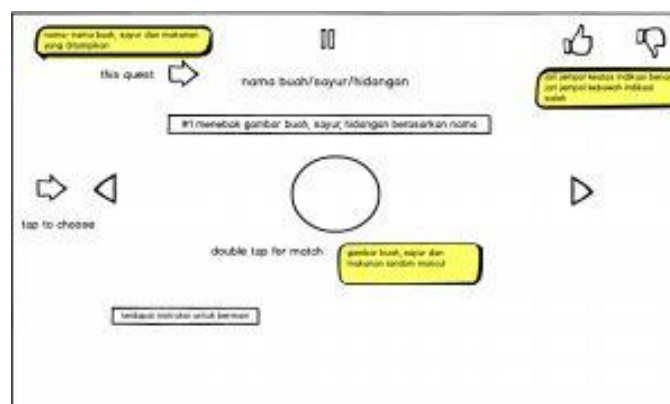 nama-nama buah, sayur dan makanan
yang ditampilkan
this quest
nama buah/sayur/hidangan
jari jempol keatas indikasi benar
jari jempol kebawah indikasi
salah
#1 menebak gambar buah, sayur, hidangan berdasarkan nama
tap to choose
double tap for match
gambar buah, sayur dan
makanan random muncul
terdapat instruksi untuk bermain